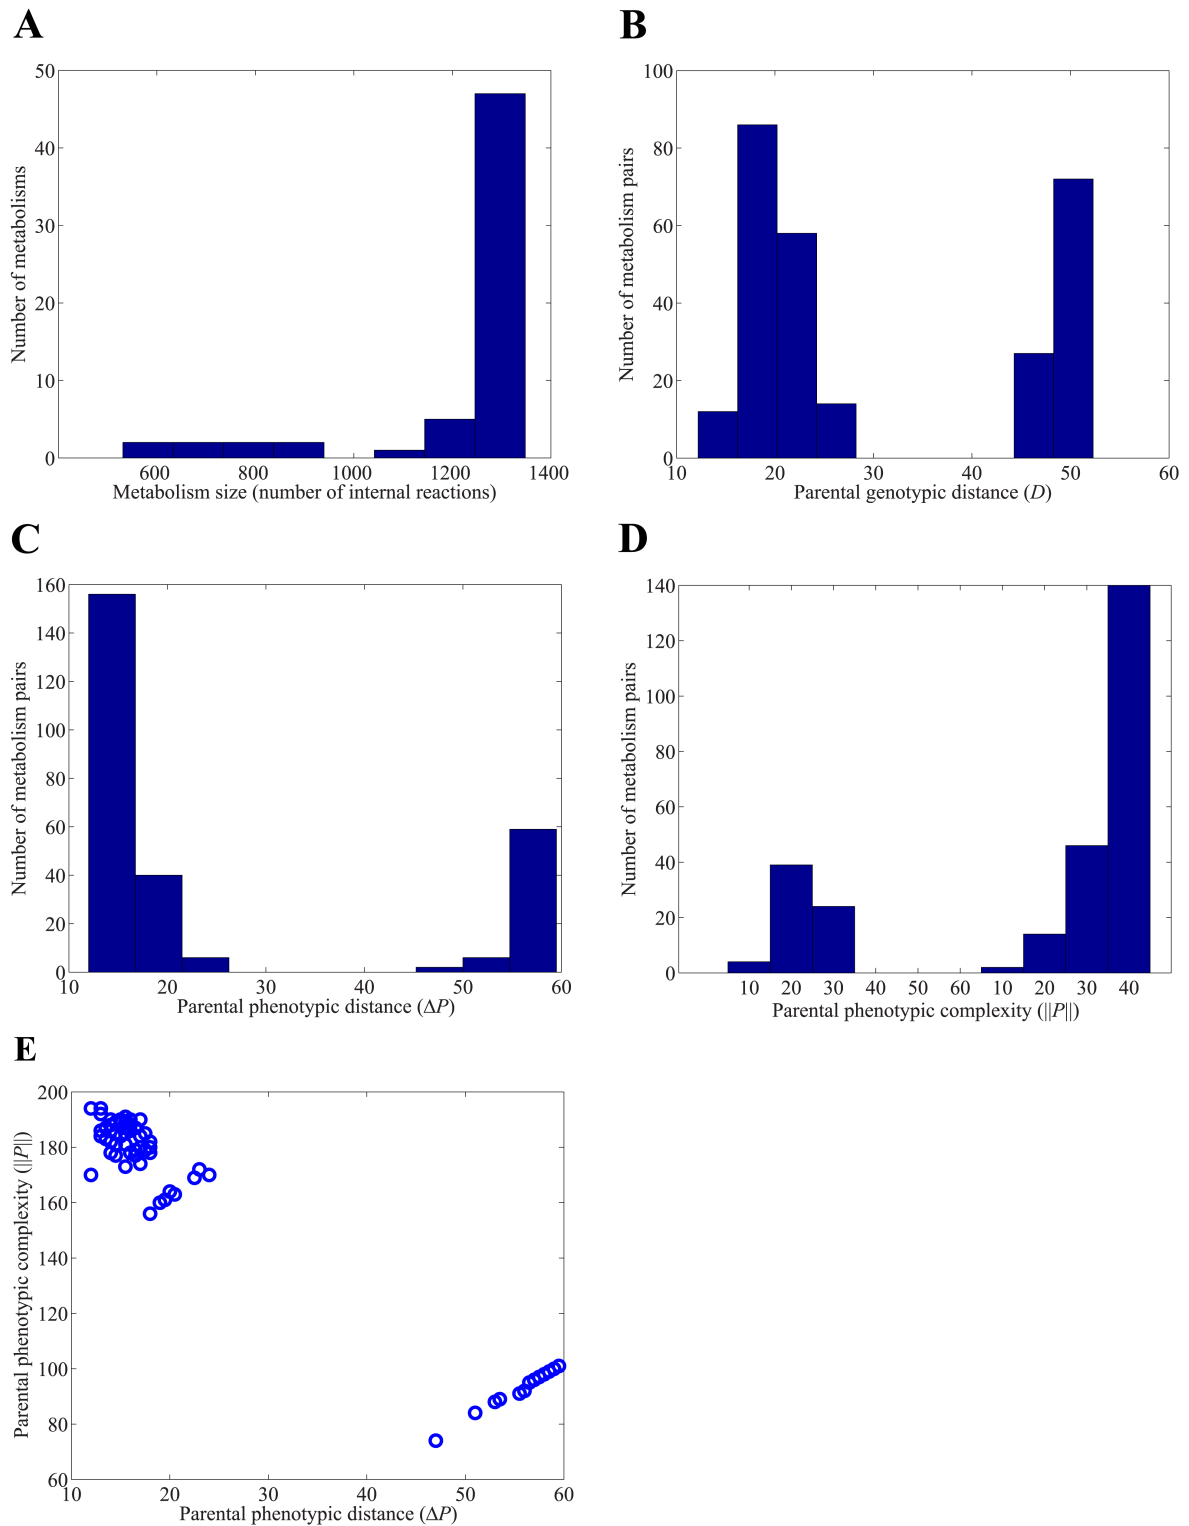 A
50
40
30
20
10
0
600 800 1000 1200 1400
Number of metabolisms
Metabolism size (number of internal reactions)
B
100
80
60
40
20
0
10 20 30 40 50 60
Number of metabolism pairs
Parental genotypic distance (D)
C
160
140
120
100
80
60
40
20
0
10 20 30 40 50 60
Number of metabolism pairs
Parental phenotypic distance (ΔP)
D
140
120
100
80
60
40
20
0
10 20 30 40 50 60 10 20 30 40
Number of metabolism pairs
Parental phenotypic complexity (||P||)
E
200
180
160
140
120
100
80
60
10 20 30 40 50 60
Parental phenotypic complexity (||P||)
Parental phenotypic distance (ΔP)